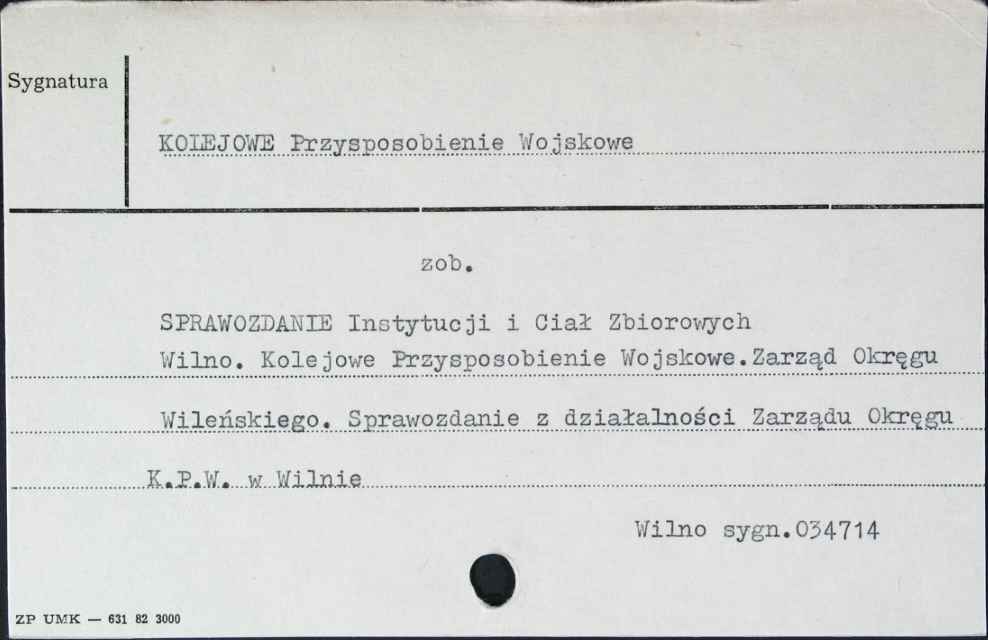 Sygnatura
KOLEJOWE Przysposobienie Wojskowe
zob.
SPRAWOZDANIE Instytucji i Ciał Zbiorowych
Wilno. Kolejowe Przysposobienie Wojskowe.Zarząd Okręgu
Wileńskiego. Sprawozdanie z działalności Zarządu Okręgu
K.P.W. w Wilnie
Wilno sygn.034714
ZP UMK — 631 82 3000